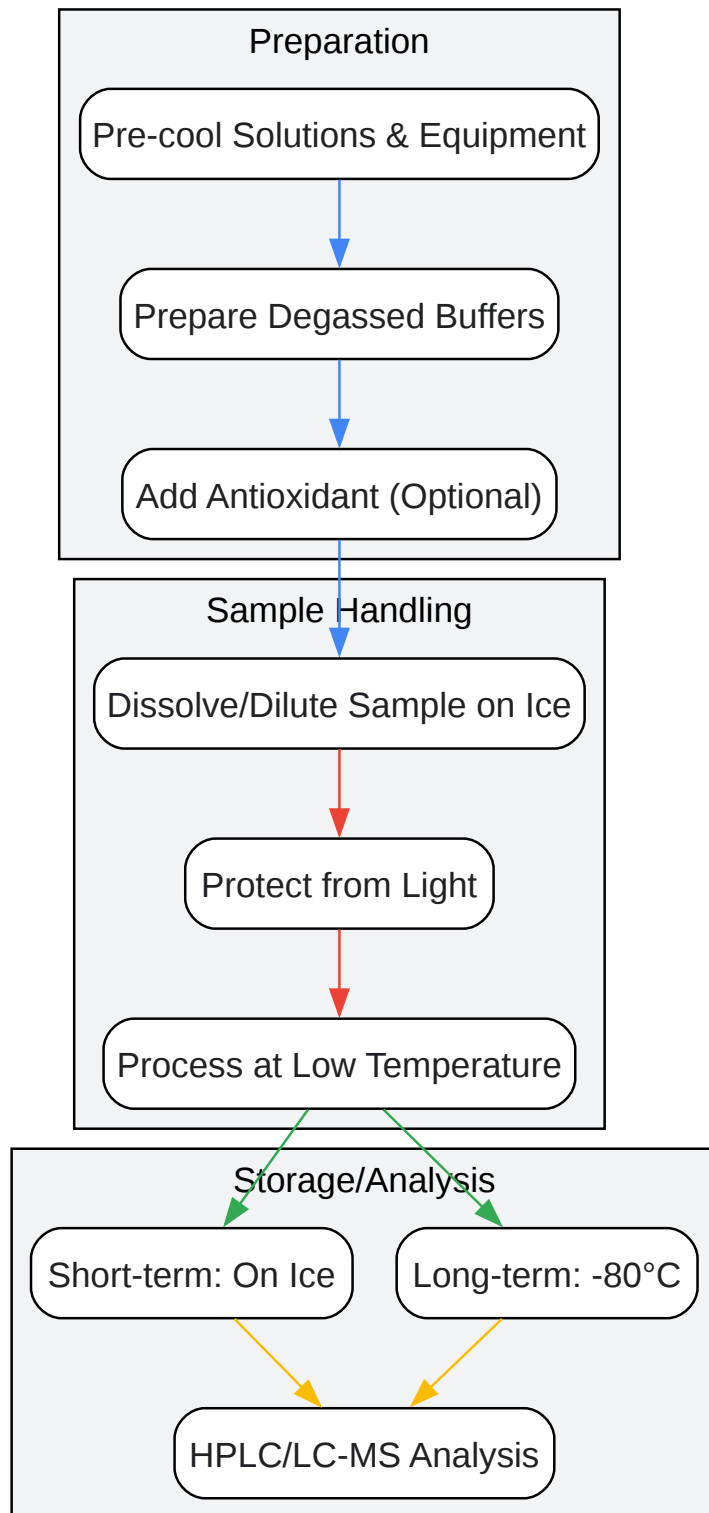 Preparation
Pre-cool Solutions & Equipment
Prepare Degassed Buffers
Add Antioxidant (Optional)
Sample Handling
Dissolve/Dilute Sample on Ice
Protect from Light
Process at Low Temperature
Storage/Analysis
Short-term: On Ice
Long-term: -80°C
HPLC/LC-MS Analysis